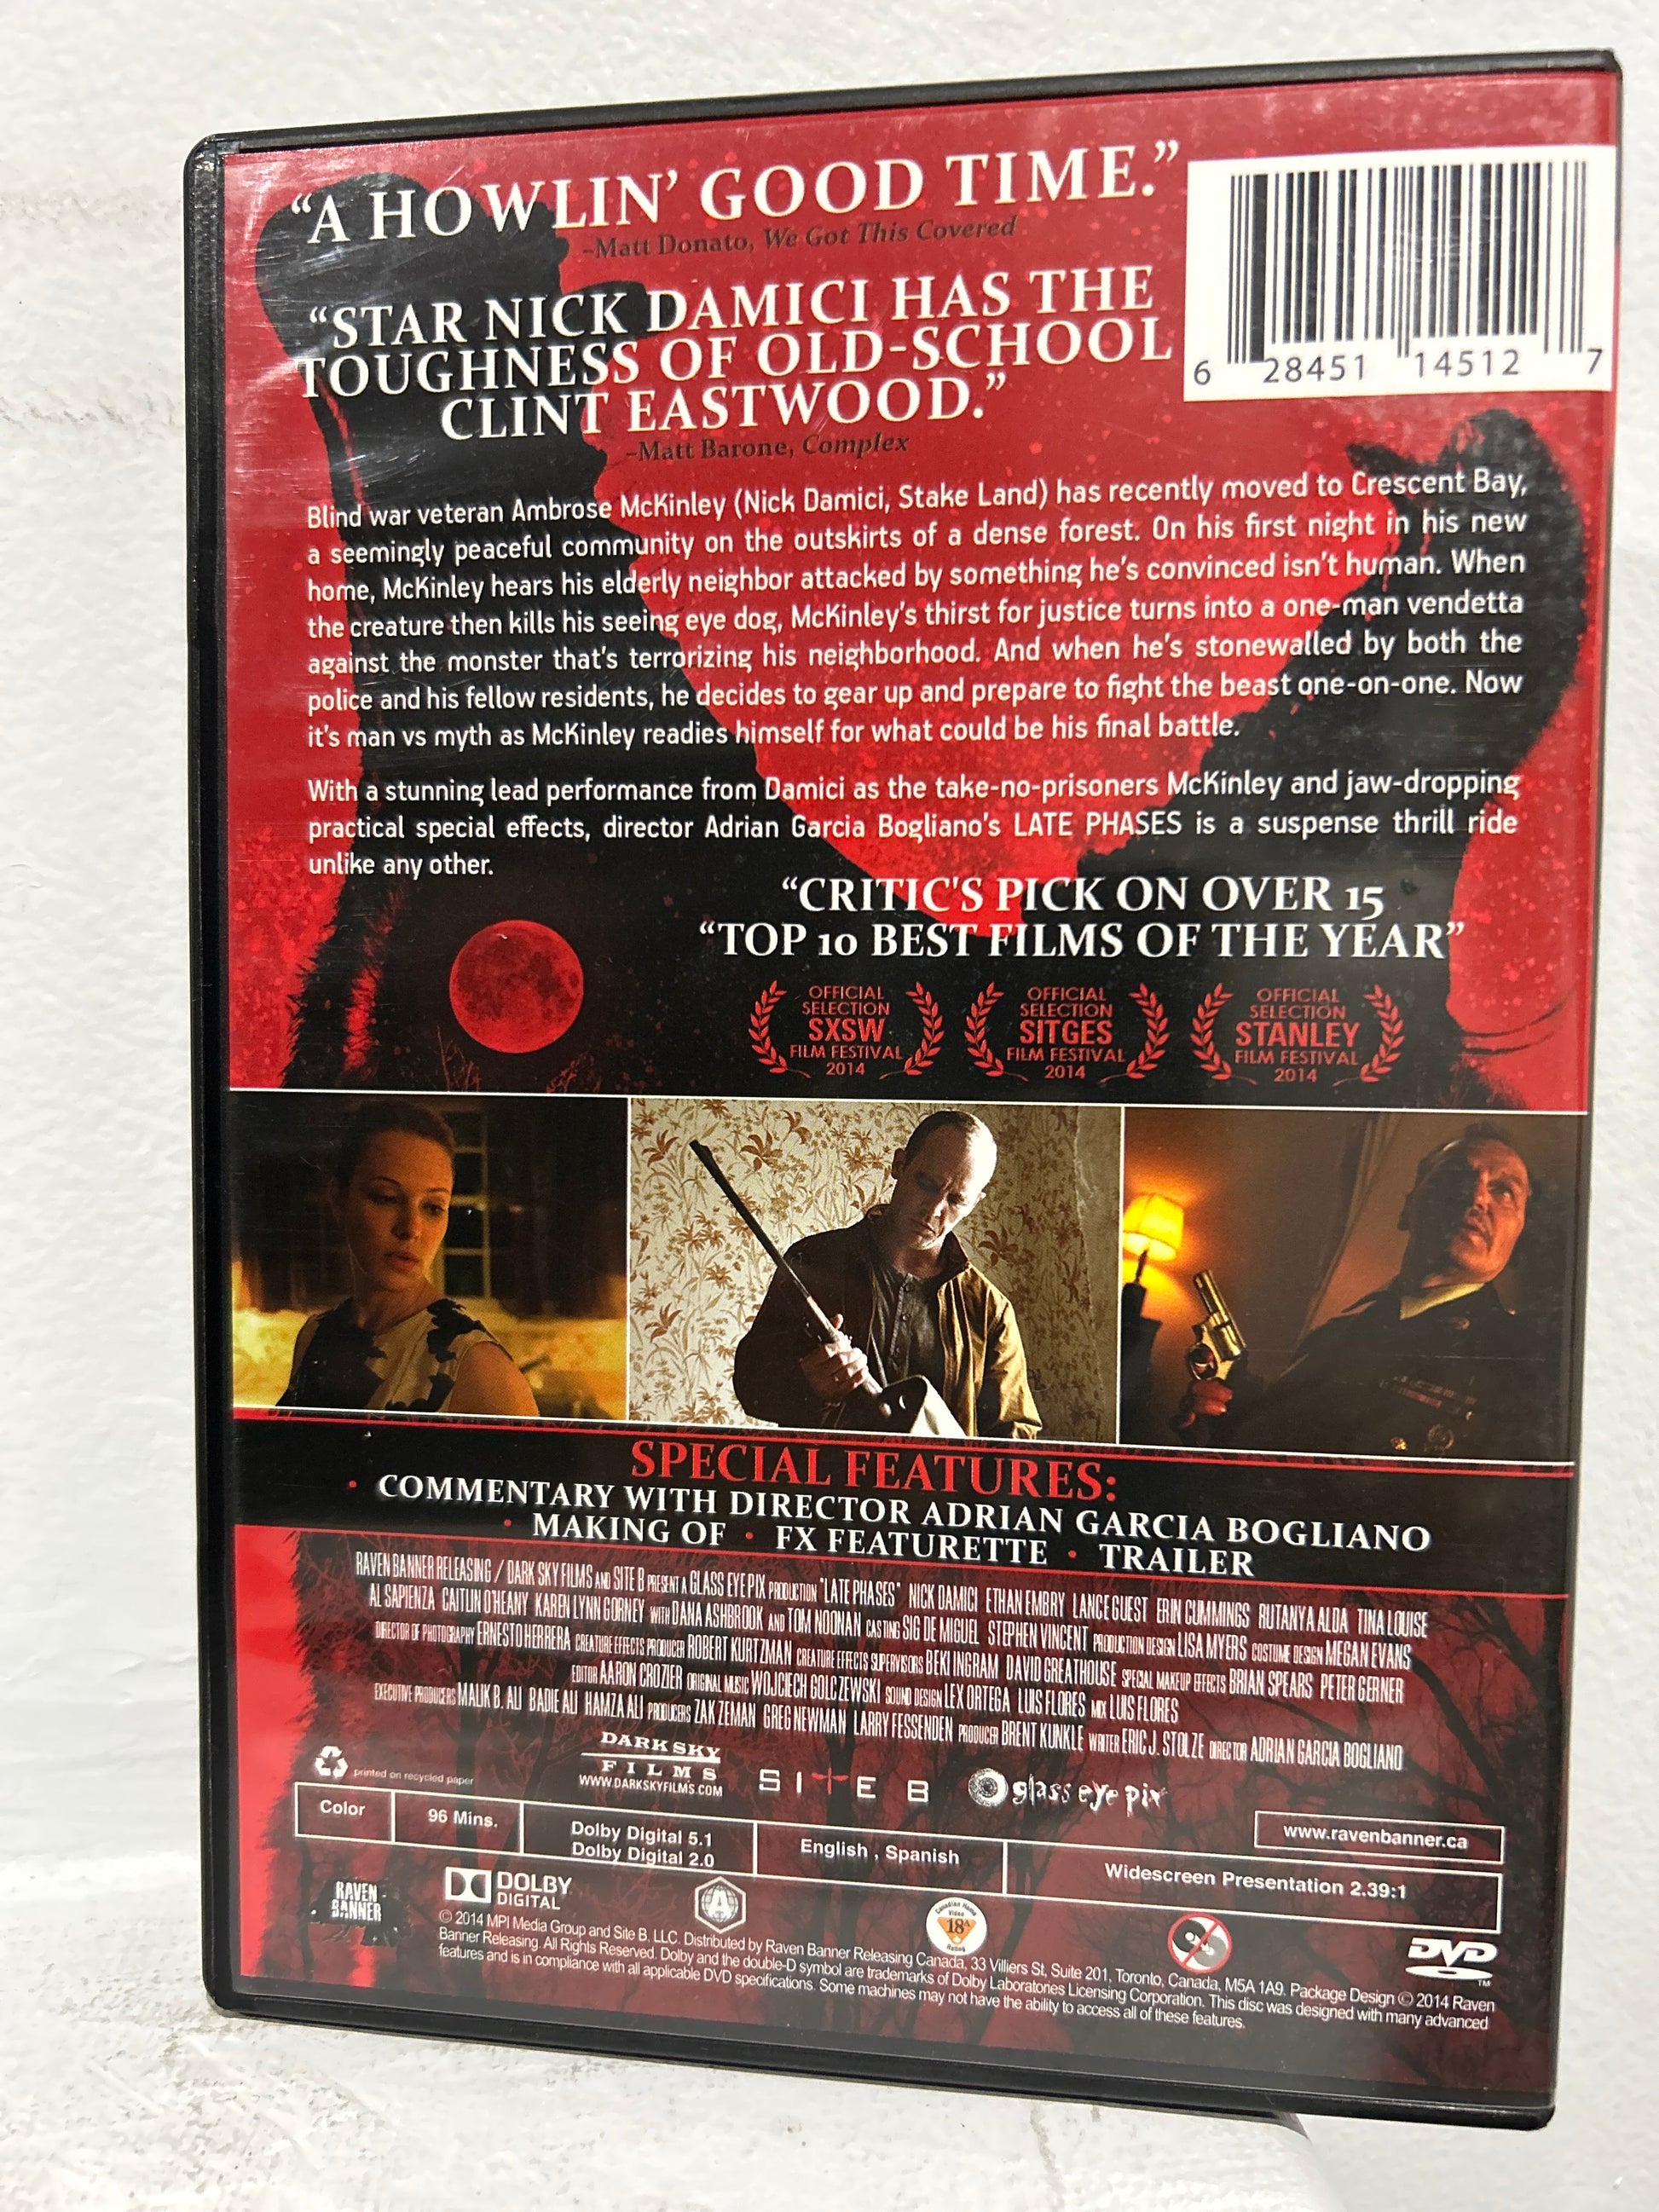 “A HOWLIN’ GOOD TIME.”
–Matt Donato, We Got This Covered
“STAR NICK DAMICI HAS THE
TOUGHNESS OF OLD-SCHOOL
CLINT EASTWOOD.”
–Matt Barone, Complex
6 28451 14512 7
Blind war veteran Ambrose McKinley (Nick Damici, Stake Land) has recently moved to Crescent Bay,
a seemingly peaceful community on the outskirts of a dense forest. On his first night in his new
home, McKinley hears his elderly neighbor attacked by something he’s convinced isn’t human. When
the creature then kills his seeing eye dog, McKinley’s thirst for justice turns into a one-man vendetta
against the monster that’s terrorizing his neighborhood. And when he’s stonewalled by both the
police and his fellow residents, he decides to gear up and prepare to fight the beast one-on-one. Now
it’s man vs myth as McKinley readies himself for what could be his final battle.
With a stunning lead performance from Damici as the take-no-prisoners McKinley and jaw-dropping
practical special effects, director Adrian Garcia Bogliano’s LATE PHASES is a suspense thrill ride
unlike any other.
“CRITIC'S PICK ON OVER 15
“TOP 10 BEST FILMS OF THE YEAR”
OFFICIAL
SELECTION
SXSW
FILM FESTIVAL
2014
OFFICIAL
SELECTION
SITGES
FILM FESTIVAL
2014
OFFICIAL
SELECTION
STANLEY
FILM FESTIVAL
2014
SPECIAL FEATURES:
• COMMENTARY WITH DIRECTOR ADRIAN GARCIA BOGLIANO
• MAKING OF • FX FEATURETTE • TRAILER
RAVEN BANNER RELEASING / DARK SKY FILMS AND SITE B PRESENT A GLASS EYE PIX PRODUCTION "LATE PHASES" NICK DAMICI ETHAN EMBRY LANCE GUEST ERIN CUMMINGS RUTANYA ALDA TINA LOUISE
AL SAPIENZA CAITLIN O'HEANY KAREN LYNN GORNEY WITH DANA ASHBROOK AND TOM NOONAN CASTING SIG DE MIGUEL STEPHEN VINCENT PRODUCTION DESIGN LISA MYERS COSTUME DESIGN MEGAN EVANS
DIRECTOR OF PHOTOGRAPHY ERNESTO HERRERA CREATURE EFFECTS PRODUCER ROBERT KURTZMAN CREATURE EFFECTS SUPERVISORS BEKI INGRAM DAVID GREATHOUSE SPECIAL MAKEUP EFFECTS BRIAN SPEARS PETER GERNER
EDITOR AARON CROZIER ORIGINAL MUSIC WOJCIECH GOLCZEWSKI SOUND DESIGN LEX ORTEGA LUIS FLORES MIX LUIS FLORES
EXECUTIVE PRODUCERS MALIK B. ALI BADIE ALI HAMZA ALI PRODUCERS ZAK ZEMAN GREG NEWMAN LARRY FESSENDEN PRODUCER BRENT KUNKLE WRITER ERIC J. STOLZE DIRECTOR ADRIAN GARCIA BOGLIANO
printed on recycled paper
DARK SKY
FILMS
WWW.DARKSKYFILMS.COM
SITEB
glass eye pix
www.ravenbanner.ca
Color
96 Mins.
Dolby Digital 5.1
Dolby Digital 2.0
English , Spanish
Widescreen Presentation 2.39:1
RAVEN
BANNER
DOLBY
DIGITAL
A
Canadian Home
Video
18A
Rating
DVD
TM
© 2014 MPI Media Group and Site B, LLC. Distributed by Raven Banner Releasing Canada, 33 Villiers St, Suite 201, Toronto, Canada, M5A 1A9. Package Design © 2014 Raven
Banner Releasing. All Rights Reserved. Dolby and the double-D symbol are trademarks of Dolby Laboratories Licensing Corporation. This disc was designed with many advanced
features and is in compliance with all applicable DVD specifications. Some machines may not have the ability to access all of these features.